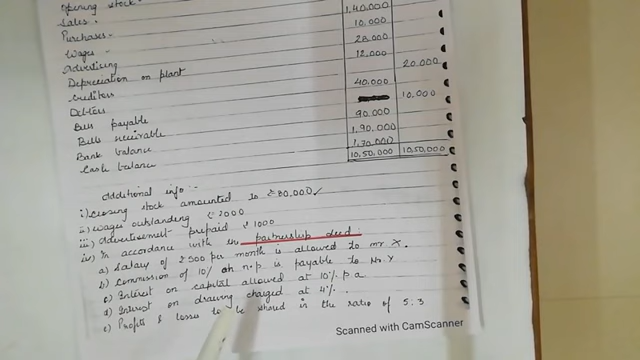 Opening stock.
Sales.
Purchases. 1,40,000
Wages. 10,000
Advertising 28,000
Depreciation on plant 12,000
Creditors 20,000
Debtors 40,000
Bills payable 10,000
Bills receivable 90,000
Bank balance 1,90,000
Cash balance 1,30,000
10,50,000 10,50,000
Additional info :-
i) closing stock amounted to ₹80,000 ✓
ii) wages outstanding ₹ 2000
iii) Advertisement prepaid ₹ 1000
iv) In accordance with the partnership deed:
a) Salary of ₹500 per month is allowed to mr X.
b) Commission of 10% on n.p is payable to Mr. Y
c) Interest on capital allowed at 10% p.a
d) Interest on drawing charged at 4%.
e) Profits & losses to be shared in the ratio of 5:3
Scanned with CamScanner